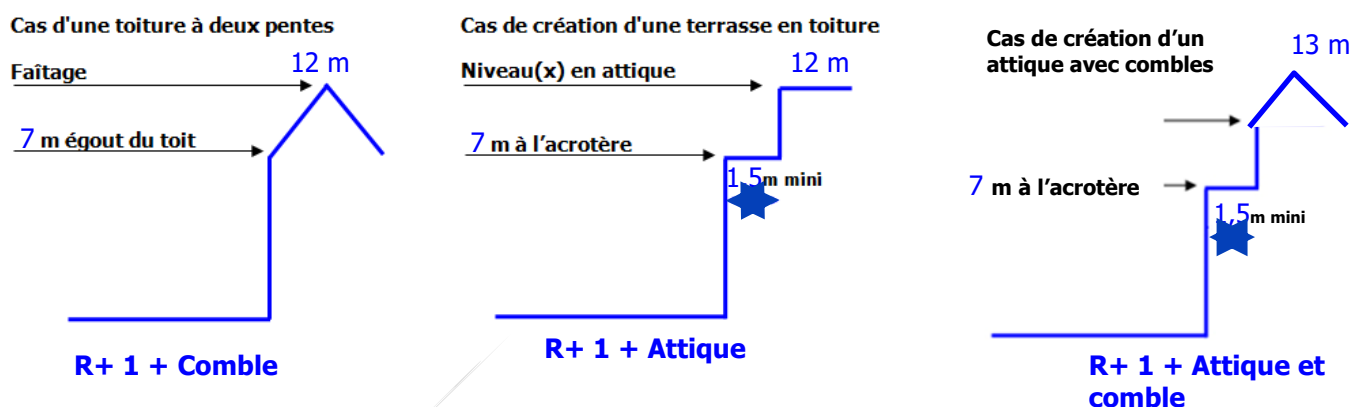 Cas d'une toiture à deux pentes
Faîtage
12 m
7 m égout du toit
R+ 1 + Comble
Cas de création d'une terrasse en toiture
Niveau(x) en attique
12 m
7 m à l'acrotère
1,5m mini
R+ 1 + Attique
Cas de création d’un
attique avec combles
13 m
7 m à l’acrotère
1,5m mini
R+ 1 + Attique et
comble